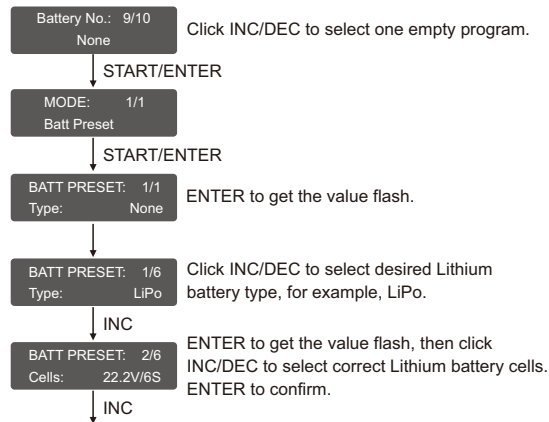 Battery No.: 9/10
None
Click INC/DEC to select one empty program.
START/ENTER
MODE: 1/1
Batt Preset
START/ENTER
BATT PRESET: 1/1
Type: None
ENTER to get the value flash.
BATT PRESET: 1/6
Type: LiPo
Click INC/DEC to select desired Lithium
battery type, for example, LiPo.
INC
BATT PRESET: 2/6
Cells: 22.2V/6S
ENTER to get the value flash, then click
INC/DEC to select correct Lithium battery cells.
ENTER to confirm.
INC